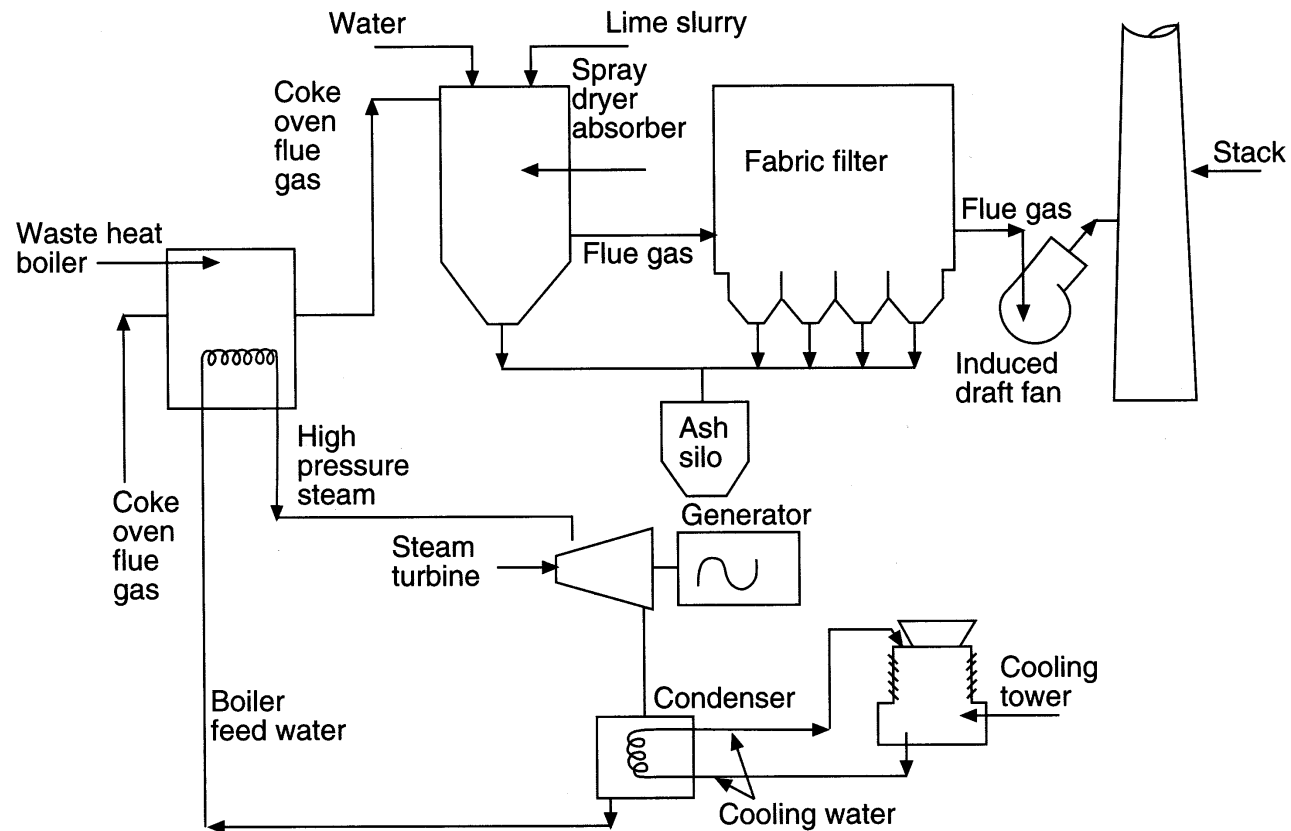 Water
Lime slurry
Coke
oven
flue
gas
Spray
dryer
absorber
Fabric filter
Stack
Waste heat
boiler
Flue gas
Flue gas
Induced
draft fan
Ash
silo
High
pressure
steam
Coke
oven
flue
gas
Generator
Steam
turbine
Boiler
feed water
Condenser
Cooling
tower
Cooling water